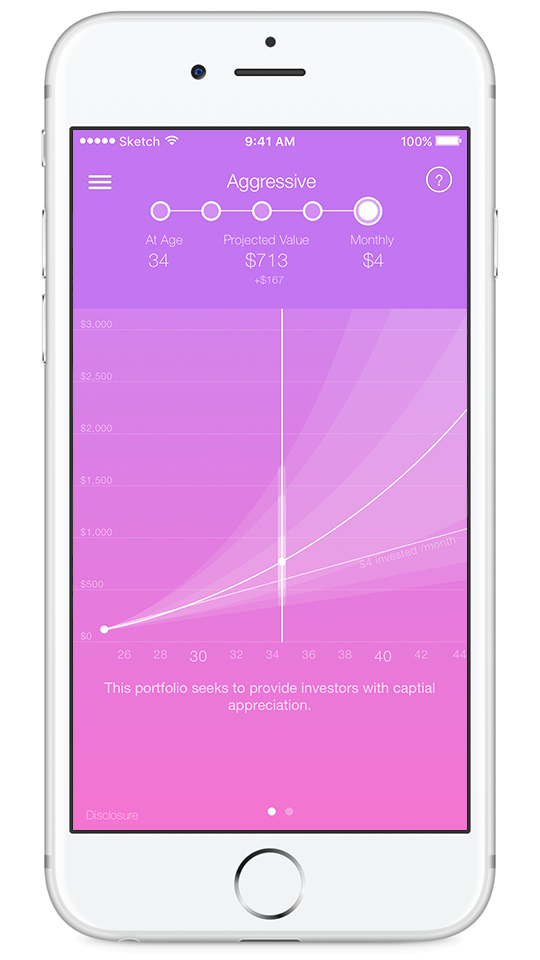 ●●●●● Sketch 9:41 AM 100%
Aggressive ?
At Age Projected Value Monthly
34 $713 $4
+$167
$3,000
$2,500
$2,000
$1,500
$1,000
$4 invested /month
$500
$0
26 28 30 32 34 36 38 40 42 44
This portfolio seeks to provide investors with captial
appreciation.
Disclosure